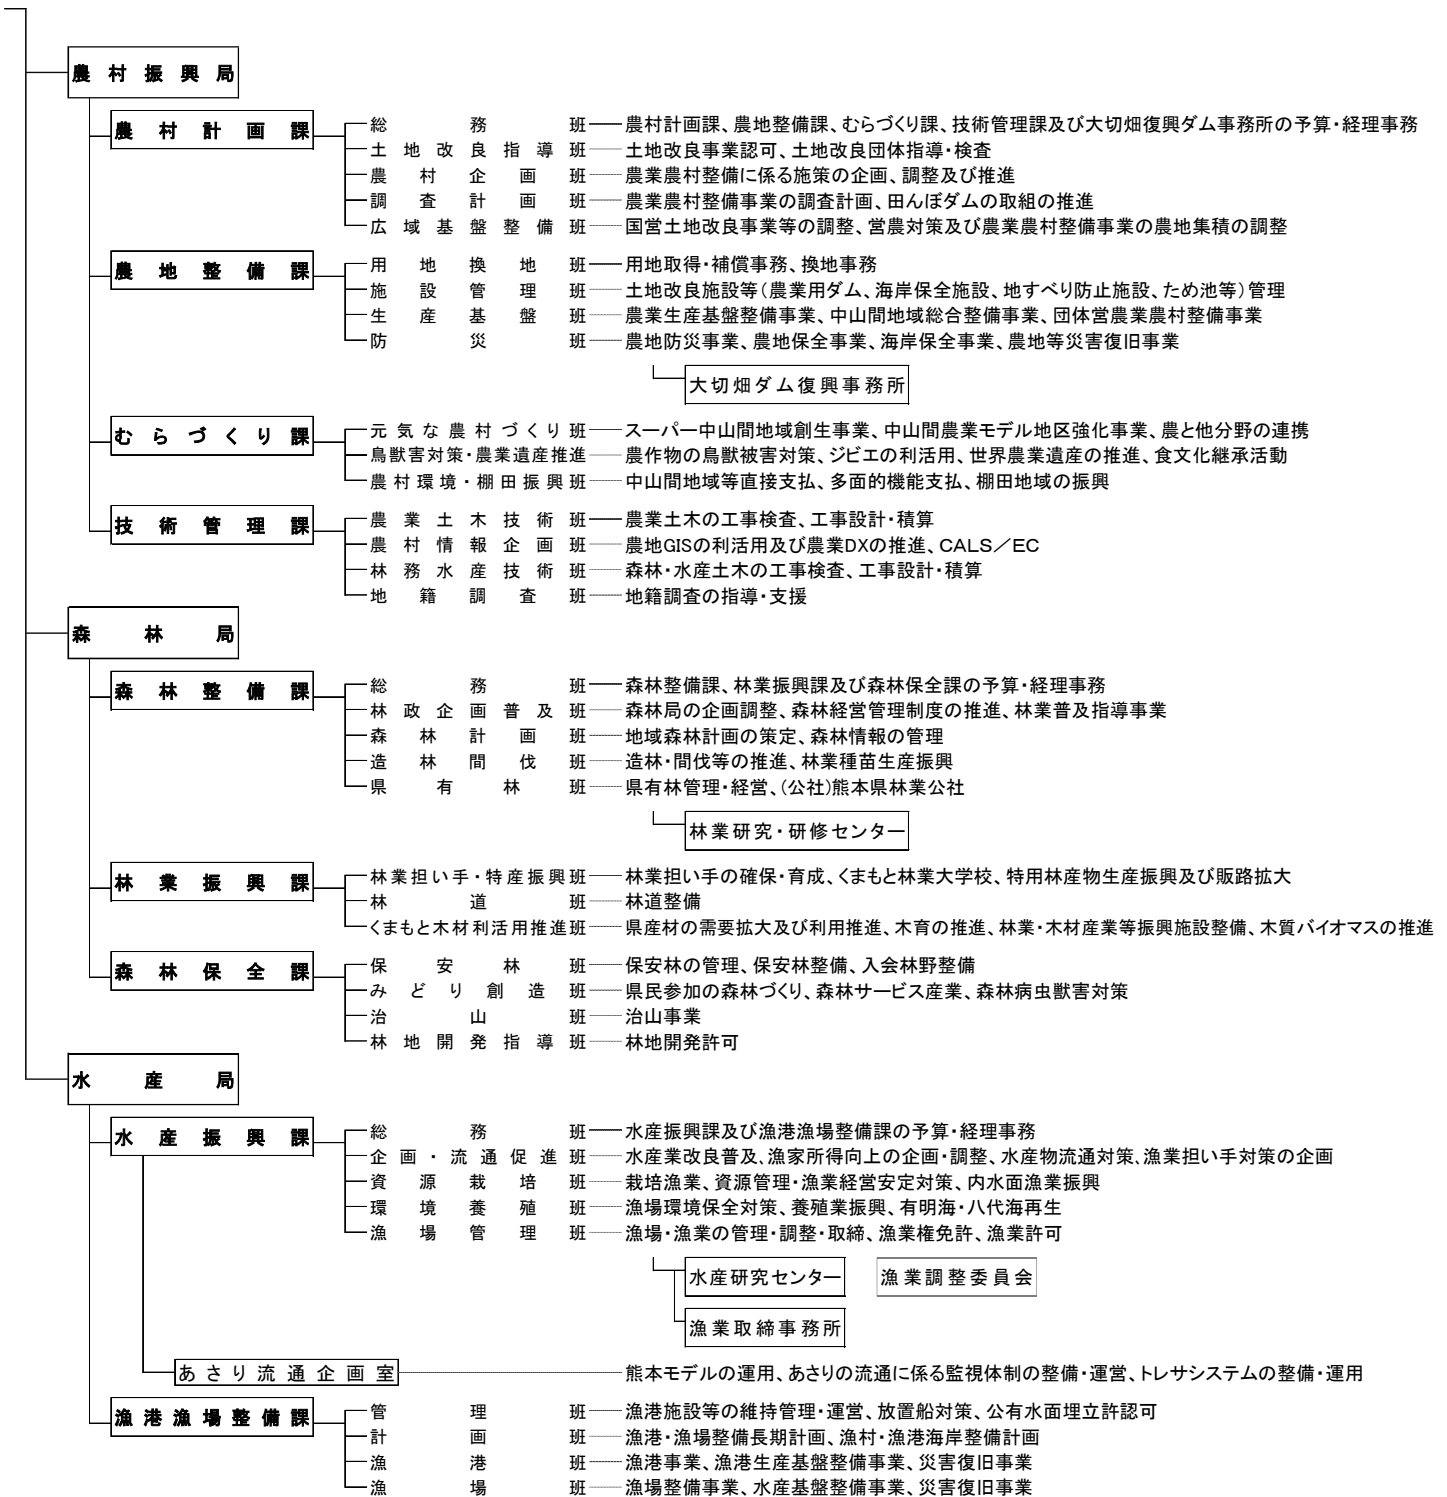 農村振興局
農村計画課
総務班 農村計画課、農地整備課、むらづくり課、技術管理課及び大切畑復興ダム事務所の予算・経理事務
土地改良指導班 土地改良事業認可、土地改良団体指導・検査
農村企画班 農業農村整備に係る施策の企画、調整及び推進
調査計画班 農業農村整備事業の調査計画、田んぼダムの取組の推進
広域基盤整備班 国営土地改良事業等の調整、営農対策及び農業農村整備事業の農地集積の調整
農地整備課
用地換地班 用地取得・補償事務、換地事務
施設管理班 土地改良施設等(農業用ダム、海岸保全施設、地すべり防止施設、ため池等)管理
生産基盤班 農業生産基盤整備事業、中山間地域総合整備事業、団体営農業農村整備事業
防災班 農地防災事業、農地保全事業、海岸保全事業、農地等災害復旧事業
大切畑ダム復興事務所
むらづくり課
元気な農村づくり班 スーパー中山間地域創生事業、中山間農業モデル地区強化事業、農と他分野の連携
鳥獣害対策・農業遺産推進 農作物の鳥獣被害対策、ジビエの利活用、世界農業遺産の推進、食文化継承活動
農村環境・棚田振興班 中山間地域等直接支払、多面的機能支払、棚田地域の振興
技術管理課
農業土木技術班 農業土木の工事検査、工事設計・積算
農村情報企画班 農地GISの利活用及び農業DXの推進、CALS/EC
林務水産技術班 森林・水産土木の工事検査、工事設計・積算
地籍調査班 地籍調査の指導・支援
森林局
森林整備課
総務班 森林整備課、林業振興課及び森林保全課の予算・経理事務
林政企画普及班 森林局の企画調整、森林経営管理制度の推進、林業普及指導事業
森林計画班 地域森林計画の策定、森林情報の管理
造林間伐班 造林・間伐等の推進、林業種苗生産振興
県有林班 県有林管理・経営、(公社)熊本県林業公社
林業研究・研修センター
林業振興課
林業担い手・特産振興班 林業担い手の確保・育成、くまもと林業大学校、特用林産物生産振興及び販路拡大
林道班 林道整備
くまもと木材利活用推進班 県産材の需要拡大及び利用推進、木育の推進、林業・木材産業等振興施設整備、木質バイオマスの推進
森林保全課
保安林班 保安林の管理、保安林整備、入会林野整備
みどり創造班 県民参加の森林づくり、森林サービス産業、森林病虫獣害対策
治山班 治山事業
林地開発指導班 林地開発許可
水産局
水産振興課
総務班 水産振興課及び漁港漁場整備課の予算・経理事務
企画・流通促進班 水産業改良普及、漁家所得向上の企画・調整、水産物流通対策、漁業担い手対策の企画
資源栽培班 栽培漁業、資源管理・漁業経営安定対策、内水面漁業振興
環境養殖班 漁場環境保全対策、養殖業振興、有明海・八代海再生
漁場管理班 漁場・漁業の管理・調整・取締、漁業権免許、漁業許可
水産研究センター 漁業調整委員会
漁業取締事務所
あさり流通企画室 熊本モデルの運用、あさりの流通に係る監視体制の整備・運営、トレサシステムの整備・運用
漁港漁場整備課
管理班 漁港施設等の維持管理・運営、放置船対策、公有水面埋立許認可
計画班 漁港・漁場整備長期計画、漁村・漁港海岸整備計画
漁港班 漁港事業、漁港生産基盤整備事業、災害復旧事業
漁場班 漁場整備事業、水産基盤整備事業、災害復旧事業